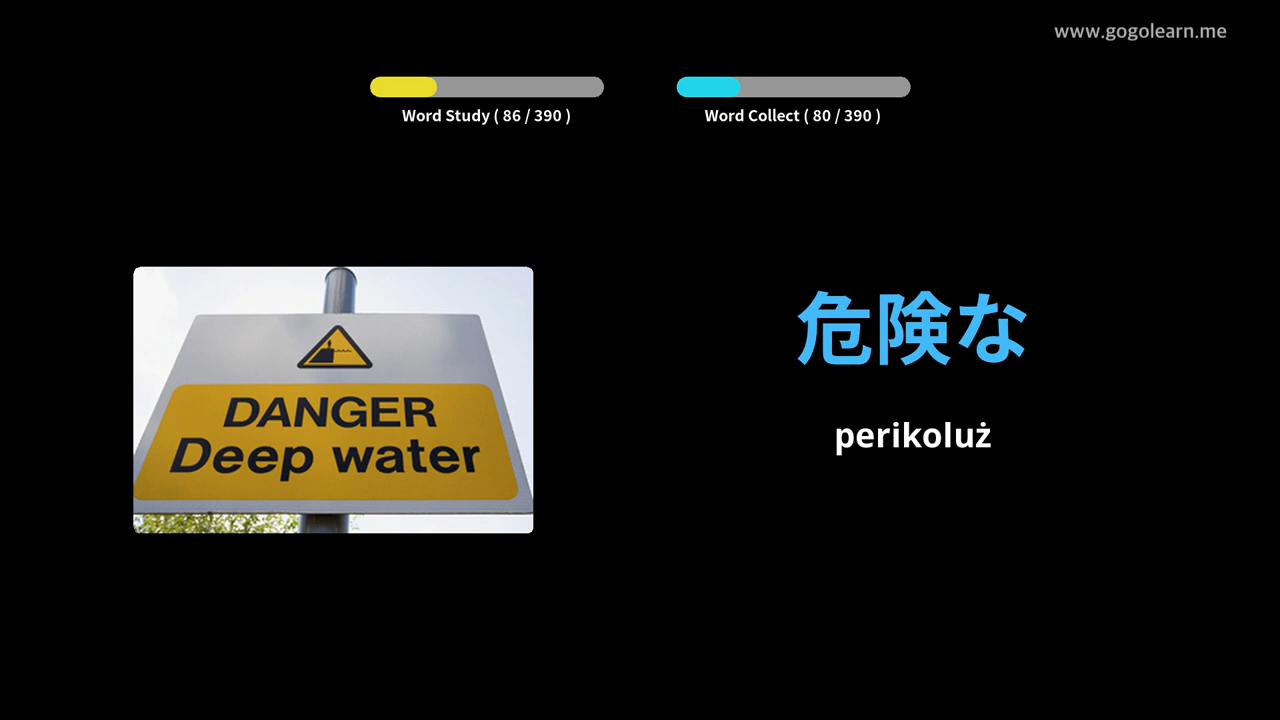 www.gogolearn.me
Word Study ( 86 / 390 )
Word Collect ( 80 / 390 )
DANGER
Deep water
危険な
perikoluż